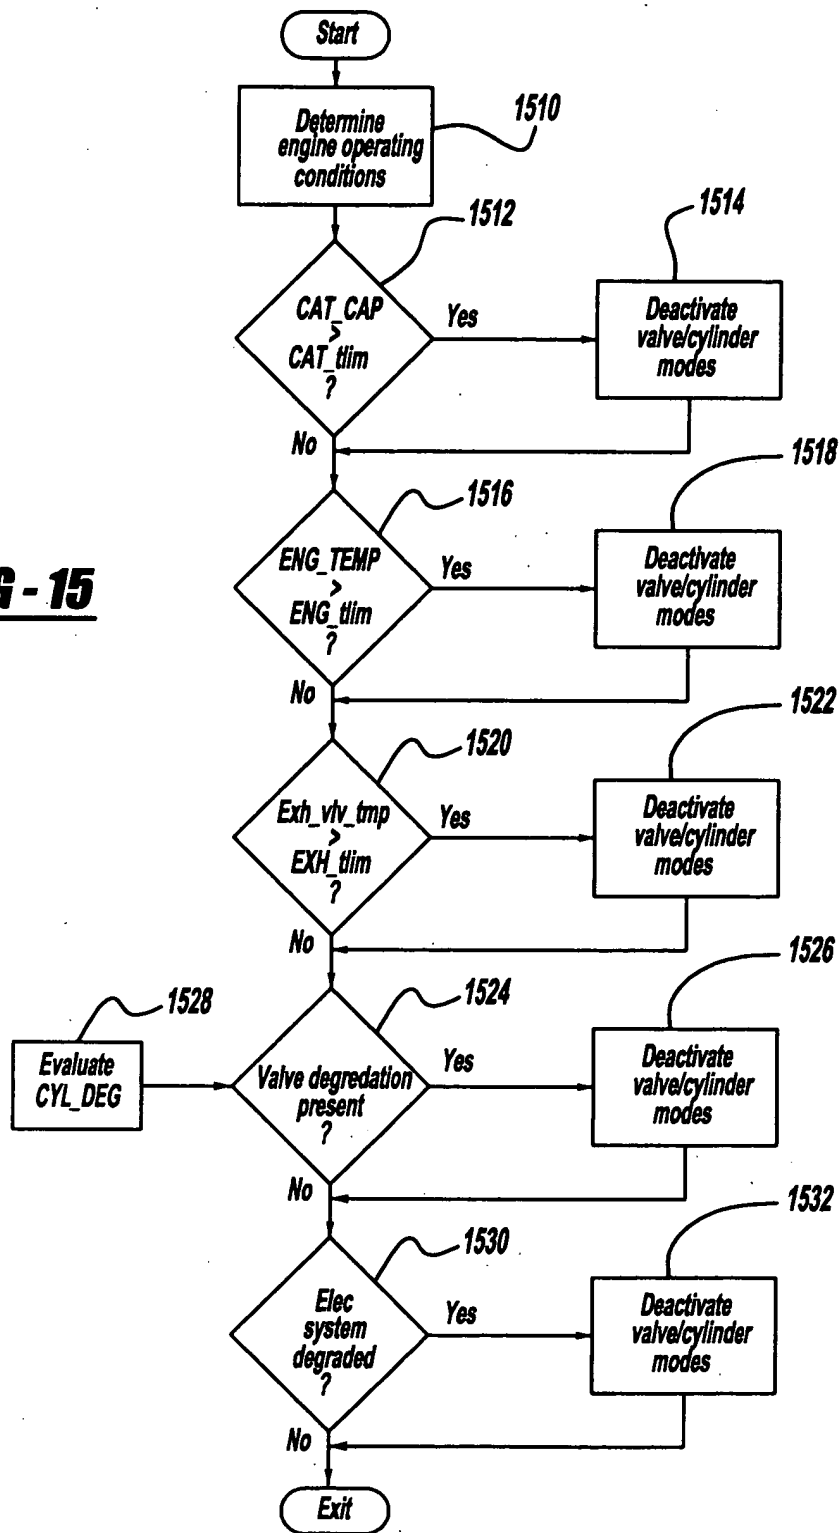 Start
Determine
engine operating
conditions
1510
1512
CAT_CAP
>
CAT_tlim
?
Yes
No
1514
Deactivate
valve/cylinder
modes
1516
ENG_TEMP
>
ENG_tlim
?
Yes
No
1518
Deactivate
valve/cylinder
modes
G - 15
1520
Exh_vlv_tmp
>
EXH_tlim
?
Yes
No
1522
Deactivate
valve/cylinder
modes
1528
Evaluate
CYL_DEG
1524
Valve degredation
present
?
Yes
No
1526
Deactivate
valve/cylinder
modes
1530
Elec
system
degraded
?
Yes
No
1532
Deactivate
valve/cylinder
modes
Exit